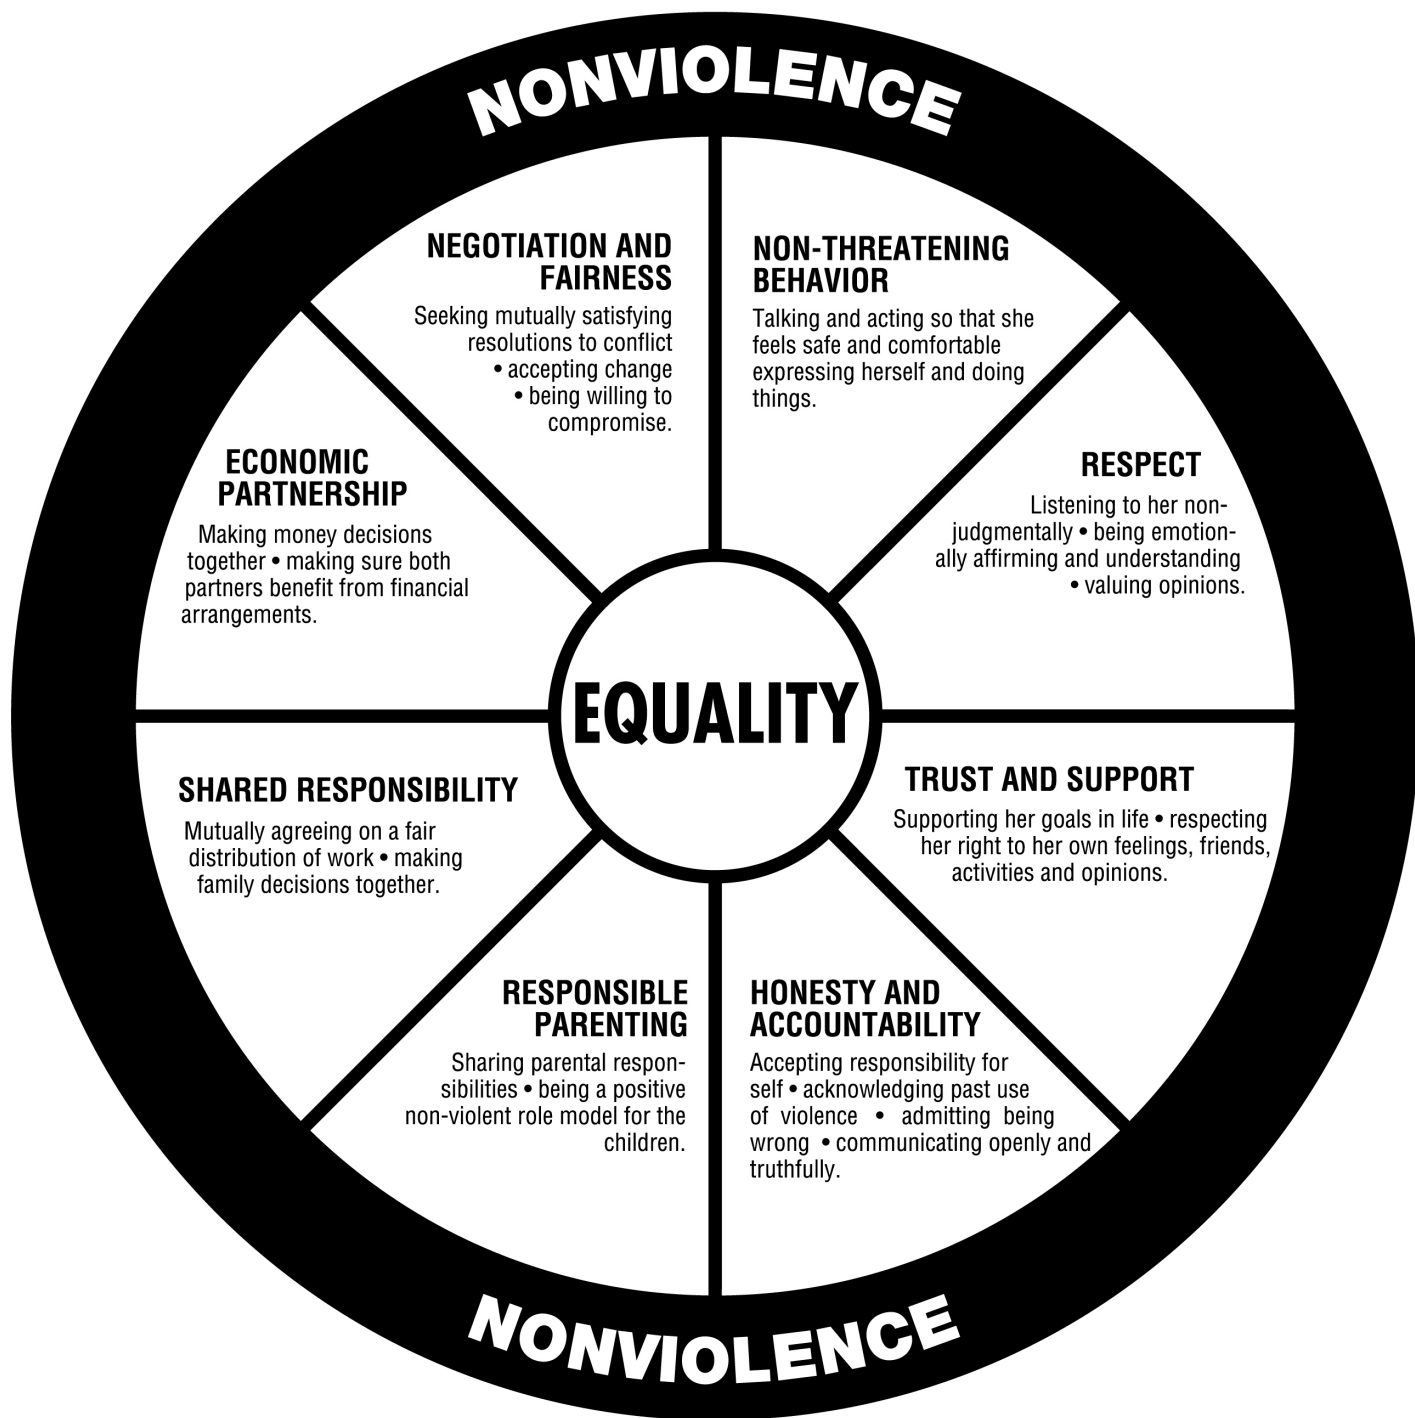 NONVIOLENCE
NEGOTIATION AND
FAIRNESS
Seeking mutually satisfying
resolutions to conflict
• accepting change
• being willing to
compromise.
NON-THREATENING
BEHAVIOR
Talking and acting so that she
feels safe and comfortable
expressing herself and doing
things.
ECONOMIC
PARTNERSHIP
Making money decisions
together • making sure both
partners benefit from financial
arrangements.
RESPECT
Listening to her non-
judgmentally • being emotion-
ally affirming and understanding
• valuing opinions.
EQUALITY
SHARED RESPONSIBILITY
Mutually agreeing on a fair
distribution of work • making
family decisions together.
TRUST AND SUPPORT
Supporting her goals in life • respecting
her right to her own feelings, friends,
activities and opinions.
RESPONSIBLE
PARENTING
Sharing parental respon-
sibilities • being a positive
non-violent role model for the
children.
HONESTY AND
ACCOUNTABILITY
Accepting responsibility for
self • acknowledging past use
of violence • admitting being
wrong • communicating openly and
truthfully.
NONVIOLENCE